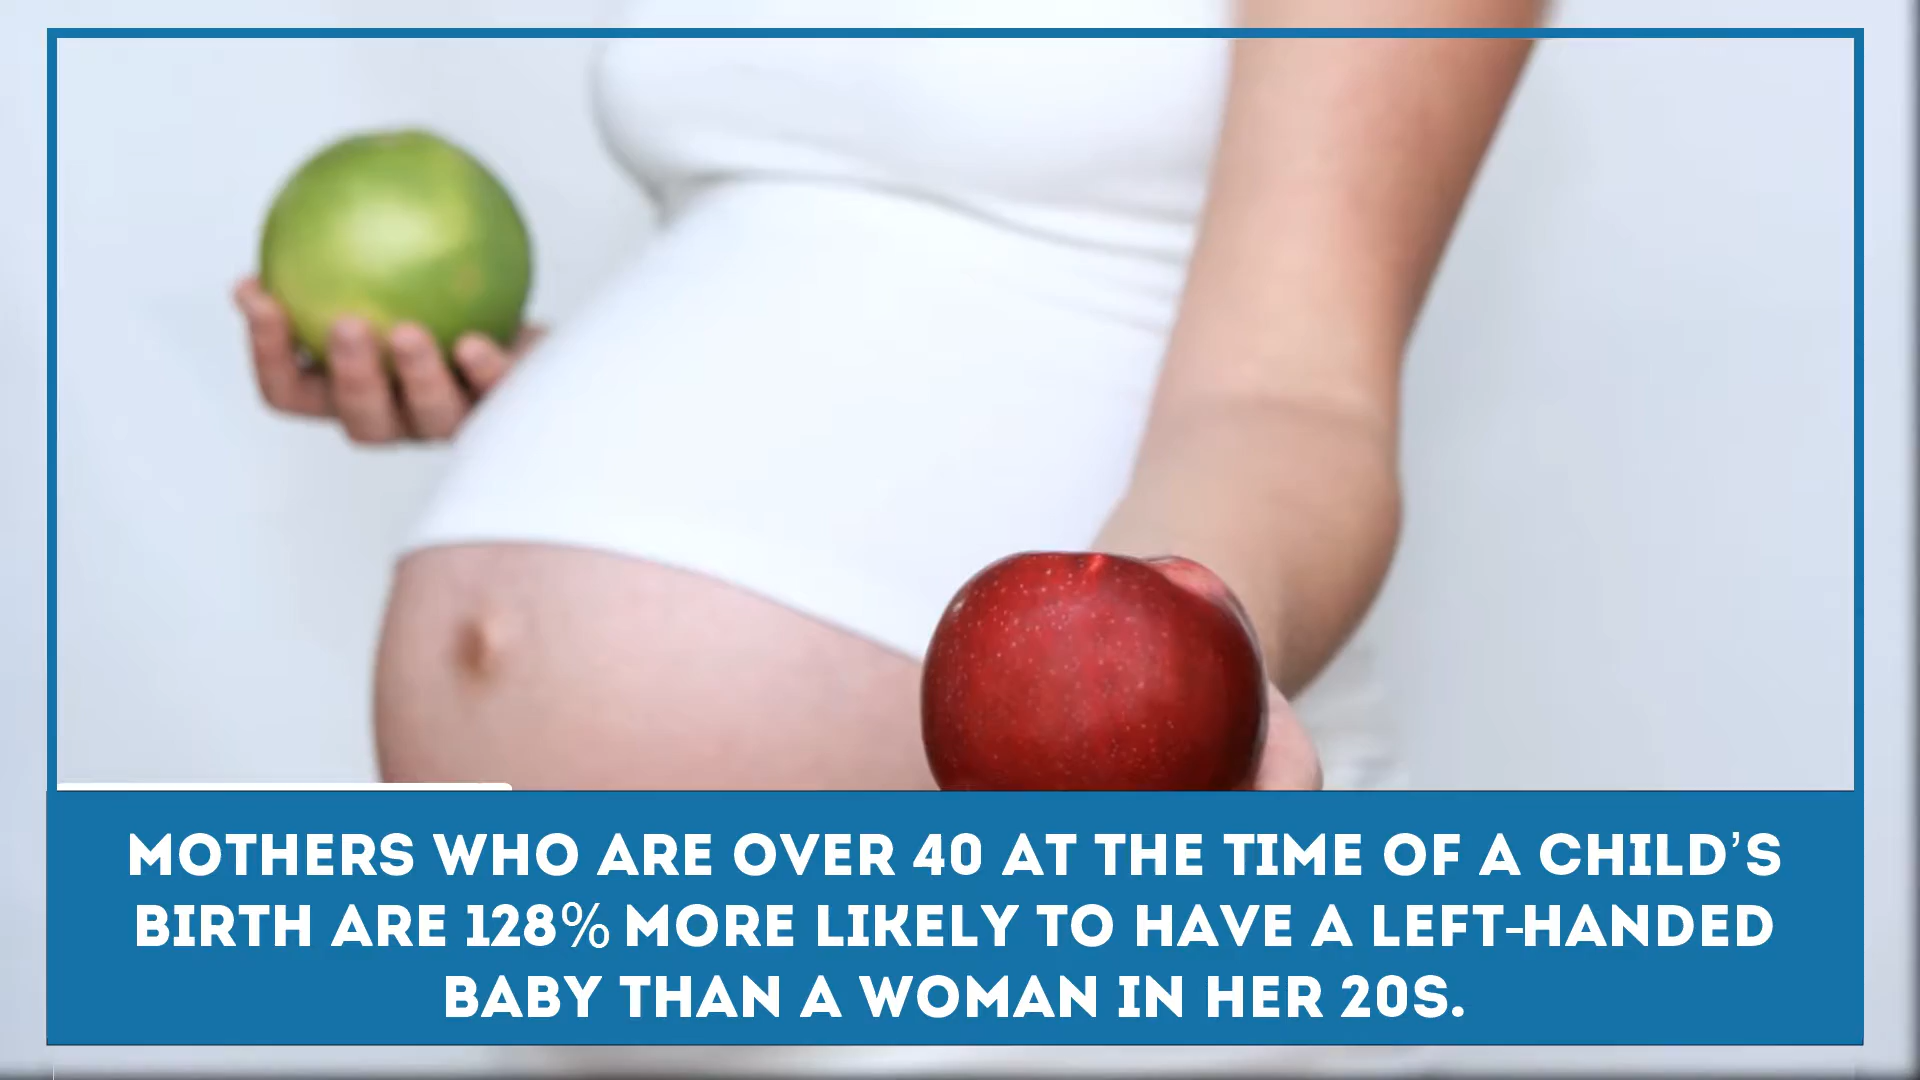 MOTHERS WHO ARE OVER 40 AT THE TIME OF A CHILD'S
BIRTH ARE 128% MORE LIKELY TO HAVE A LEFT-HANDED
BABY THAN A WOMAN IN HER 20S.